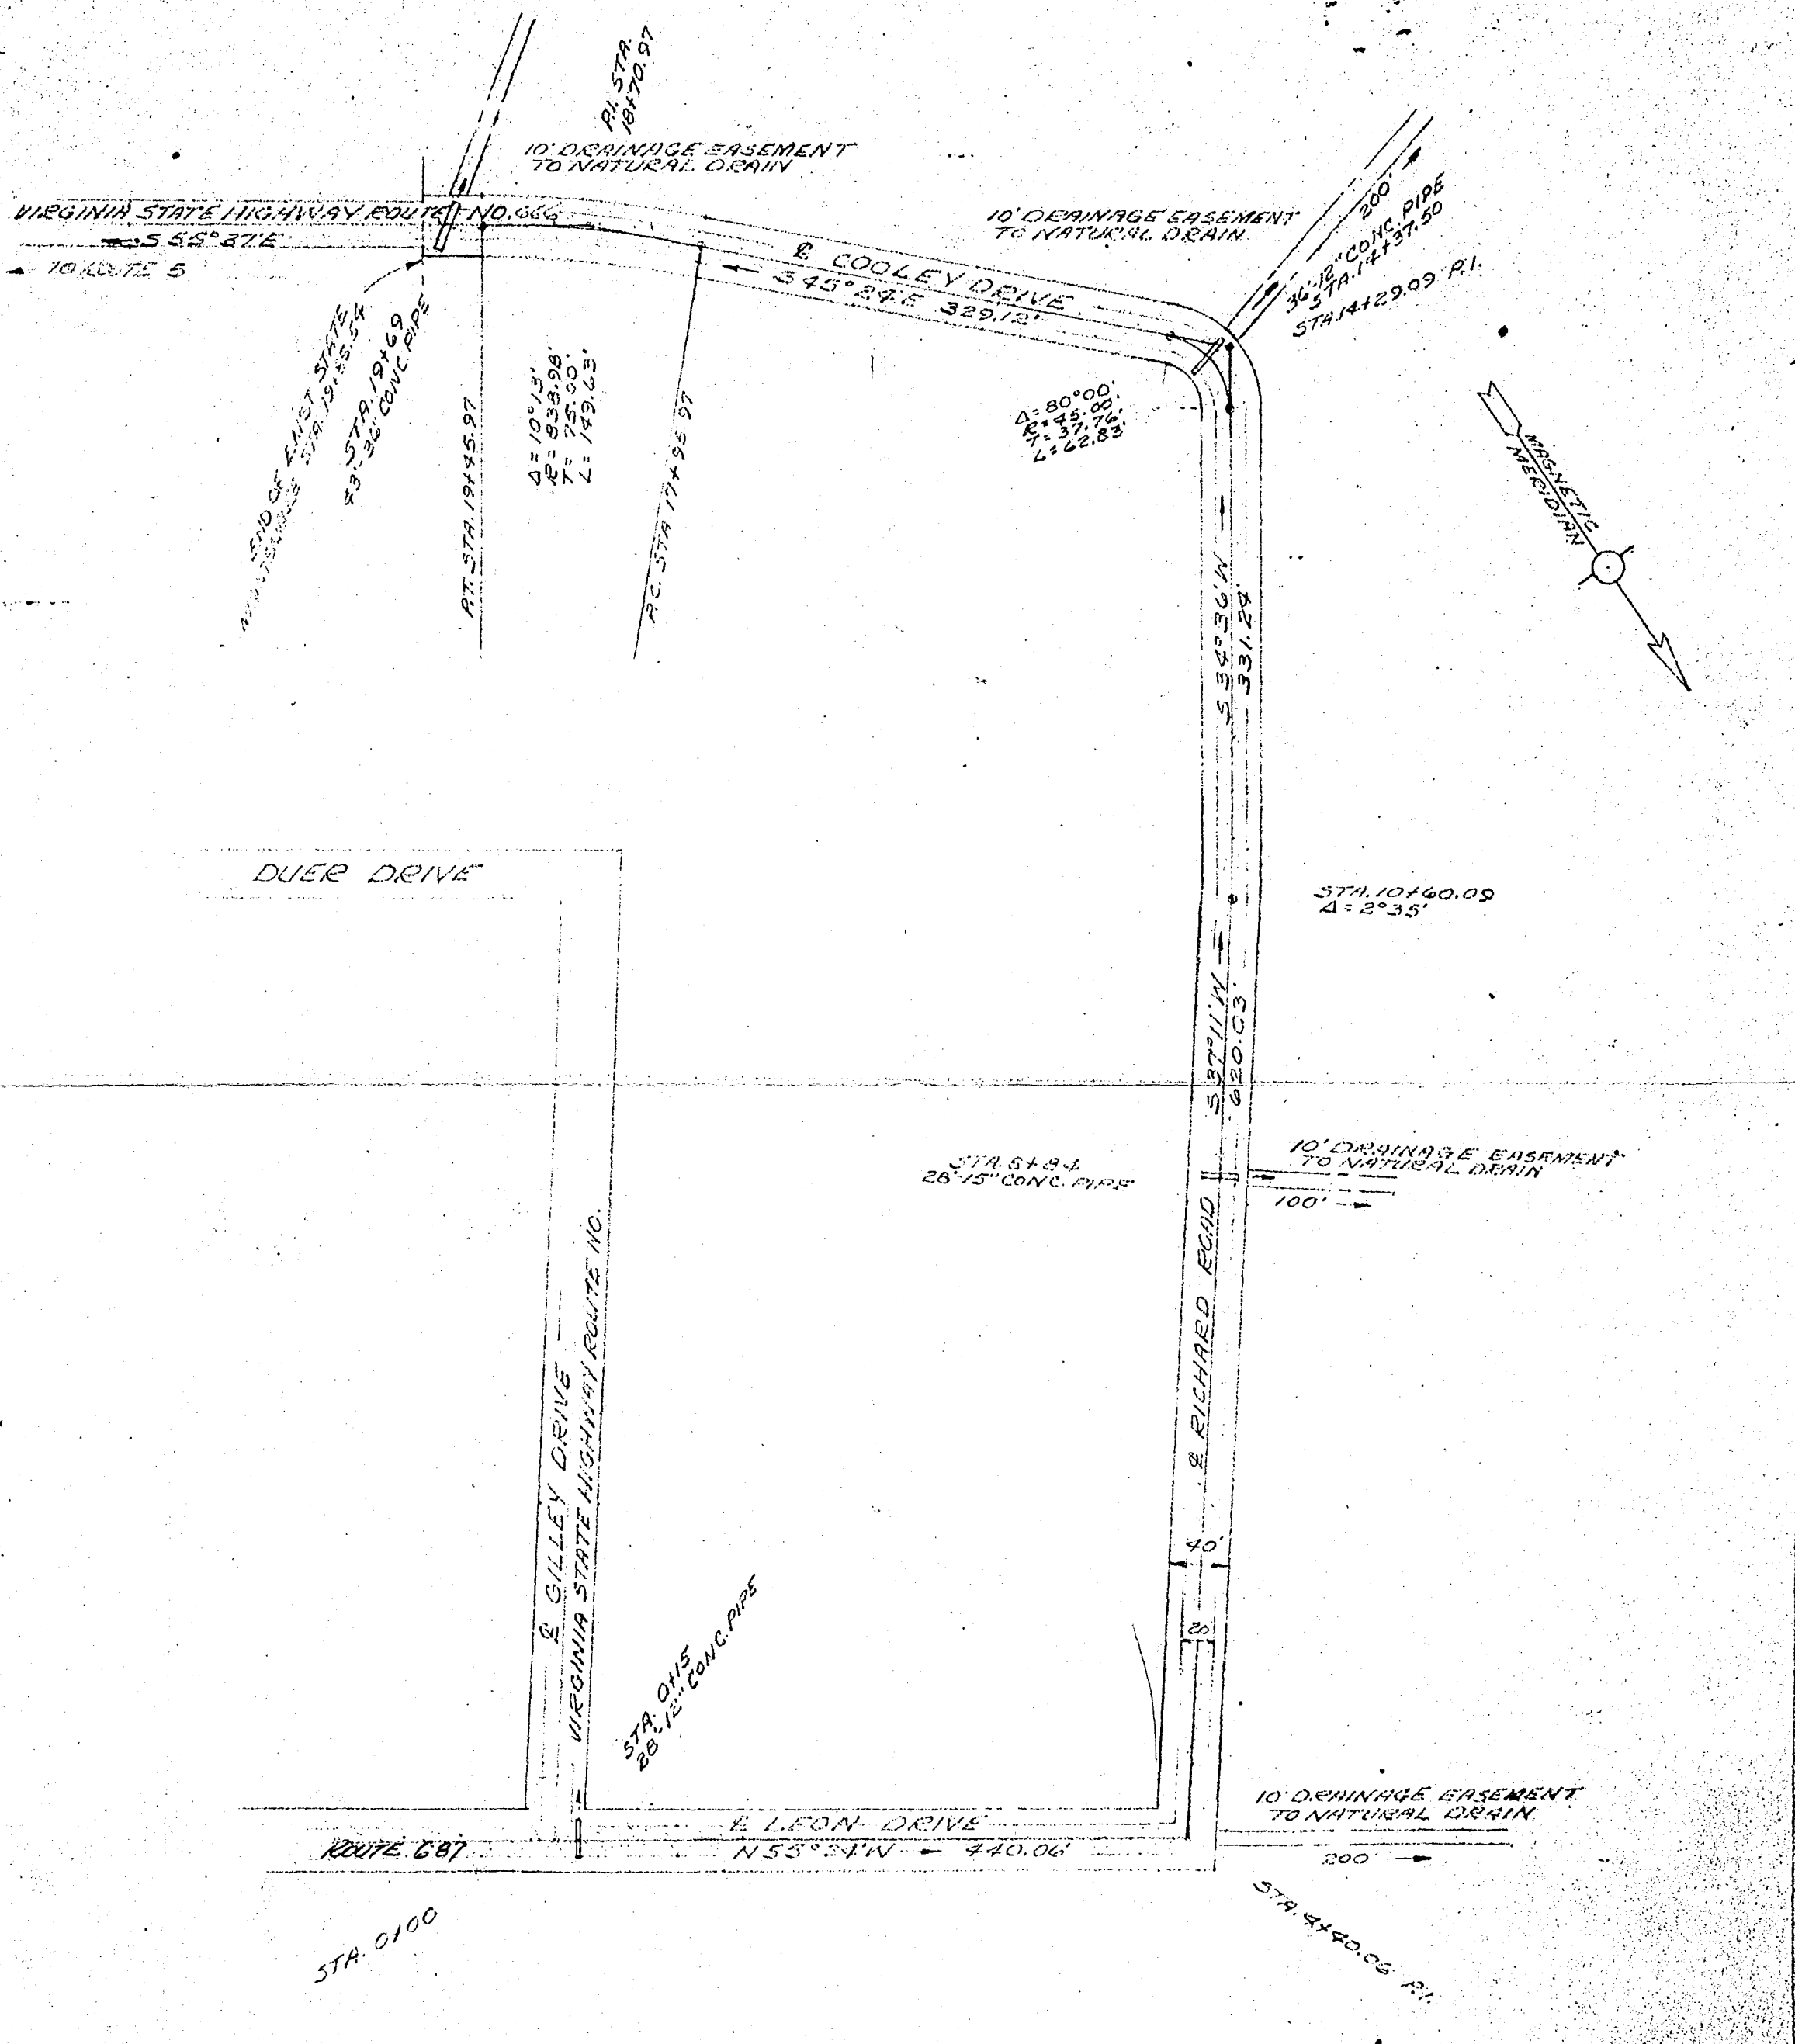 P.I. STA.
18+70.97
10' DRAINAGE EASEMENT
TO NATURAL DRAIN
VIRGINIA STATE HIGHWAY ROUTE NO. 666
S 55°37'E
TO ROUTE 5
℄ COOLEY DRIVE
S 45°24'E 329.12'
10' DRAINAGE EASEMENT
TO NATURAL DRAIN
200'
36'-12" CONC. PIPE
STA. 14+37.50
STA. 14+29.09 P.I.
END OF EXIST STATE
STA. 19+55.54
STA. 19+69
43'-36" CONC. PIPE
P.T. STA. 19+45.97
Δ = 10°13'
R = 838.98'
T = 75.00'
L = 149.63'
P.C. STA. 17+95.97
Δ = 80°00'
R = 45.00'
T = 37.76'
L = 62.83'
MAGNETIC
MERIDIAN
S 34°36' W
331.24'
DUER DRIVE
STA. 10+60.09
Δ = 2°35'
S 37°11' W
620.03'
STA. 5+84
28'-15" CONC. PIPE
10' DRAINAGE EASEMENT
TO NATURAL DRAIN
100'
℄ RICHARD ROAD
℄ GILLEY DRIVE
VIRGINIA STATE HIGHWAY ROUTE NO.
40'
20'
STA. 0+15
28'-12" CONC. PIPE
10' DRAINAGE EASEMENT
TO NATURAL DRAIN
200'
℄ LEON DRIVE
ROUTE 687
N 55°24'W 440.06'
STA. 0+00
STA. 4+40.06 P.I.